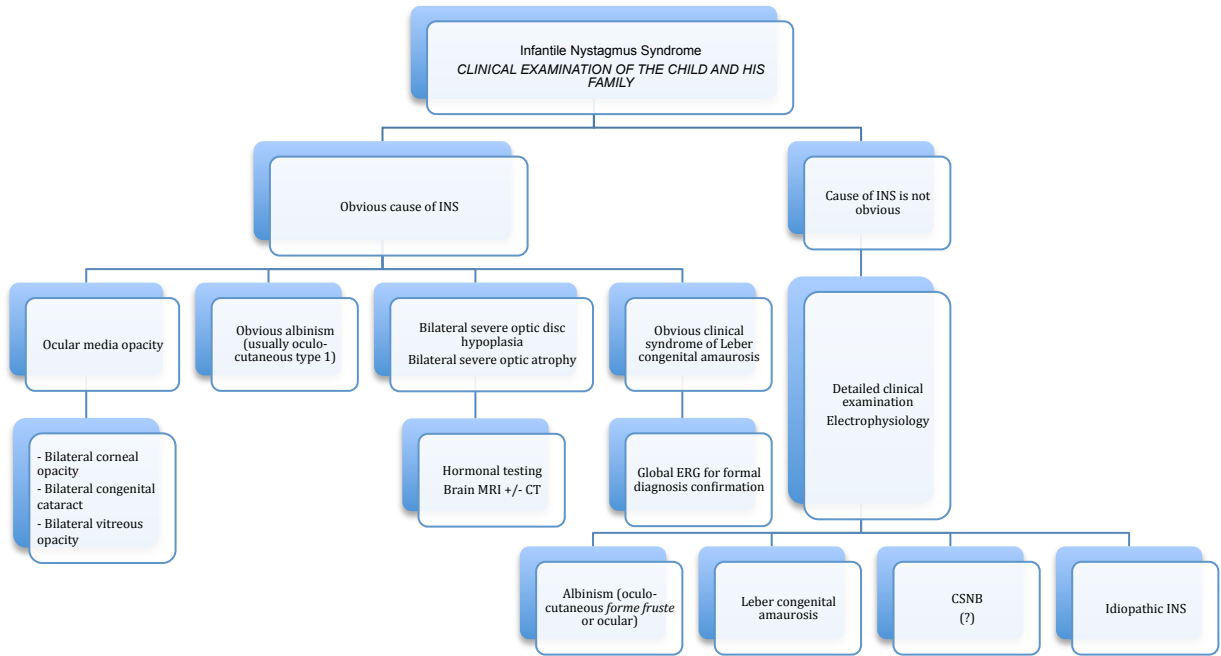 Infantile Nystagmus Syndrome
CLINICAL EXAMINATION OF THE CHILD AND HIS
FAMILY
Obvious cause of INS
Cause of INS is not
obvious
Ocular media opacity
Obvious albinism
(usually oculo-
cutaneous type 1)
Bilateral severe optic disc
hypoplasia
Bilateral severe optic atrophy
Obvious clinical
syndrome of Leber
congenital amaurosis
Detailed clinical
examination
Electrophysiology
- Bilateral corneal
opacity
- Bilateral congenital
cataract
- Bilateral vitreous
opacity
Hormonal testing
Brain MRI +/- CT
Global ERG for formal
diagnosis confirmation
Albinism (oculo-
cutaneous forme fruste
or ocular)
Leber congenital
amaurosis
CSNB
(?)
Idiopathic INS